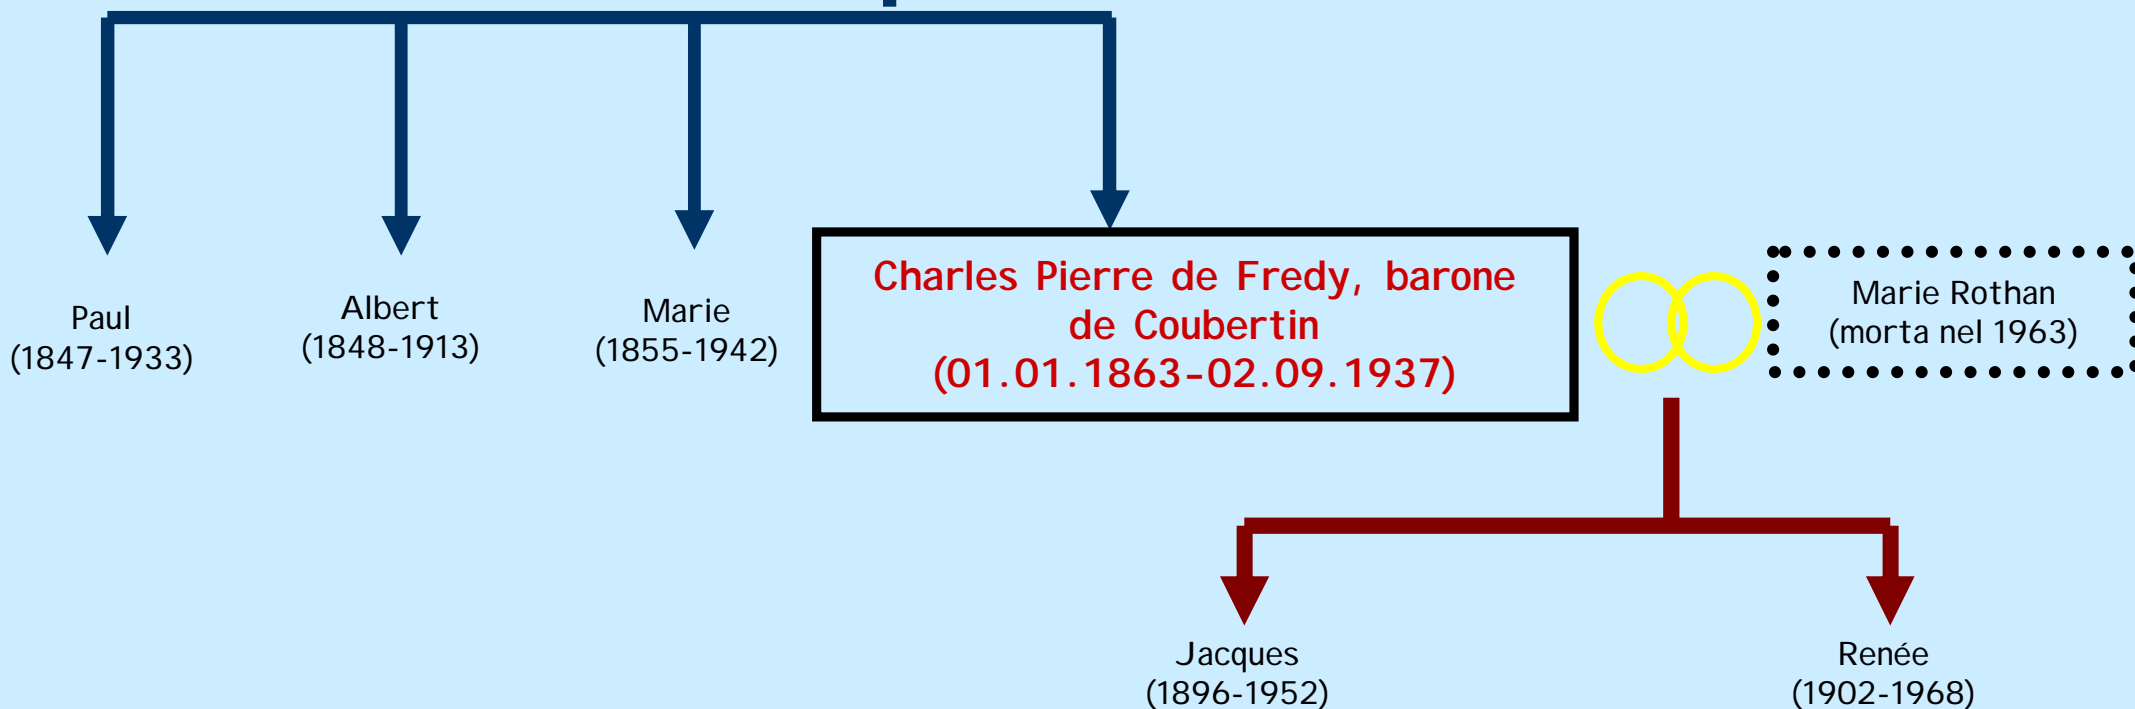 Paul
(1847-1933)
Albert
(1848-1913)
Marie
(1855-1942)
Charles Pierre de Fredy, barone
de Coubertin
(01.01.1863-02.09.1937)
Marie Rothan
(morta nel 1963)
Jacques
(1896-1952)
Renée
(1902-1968)